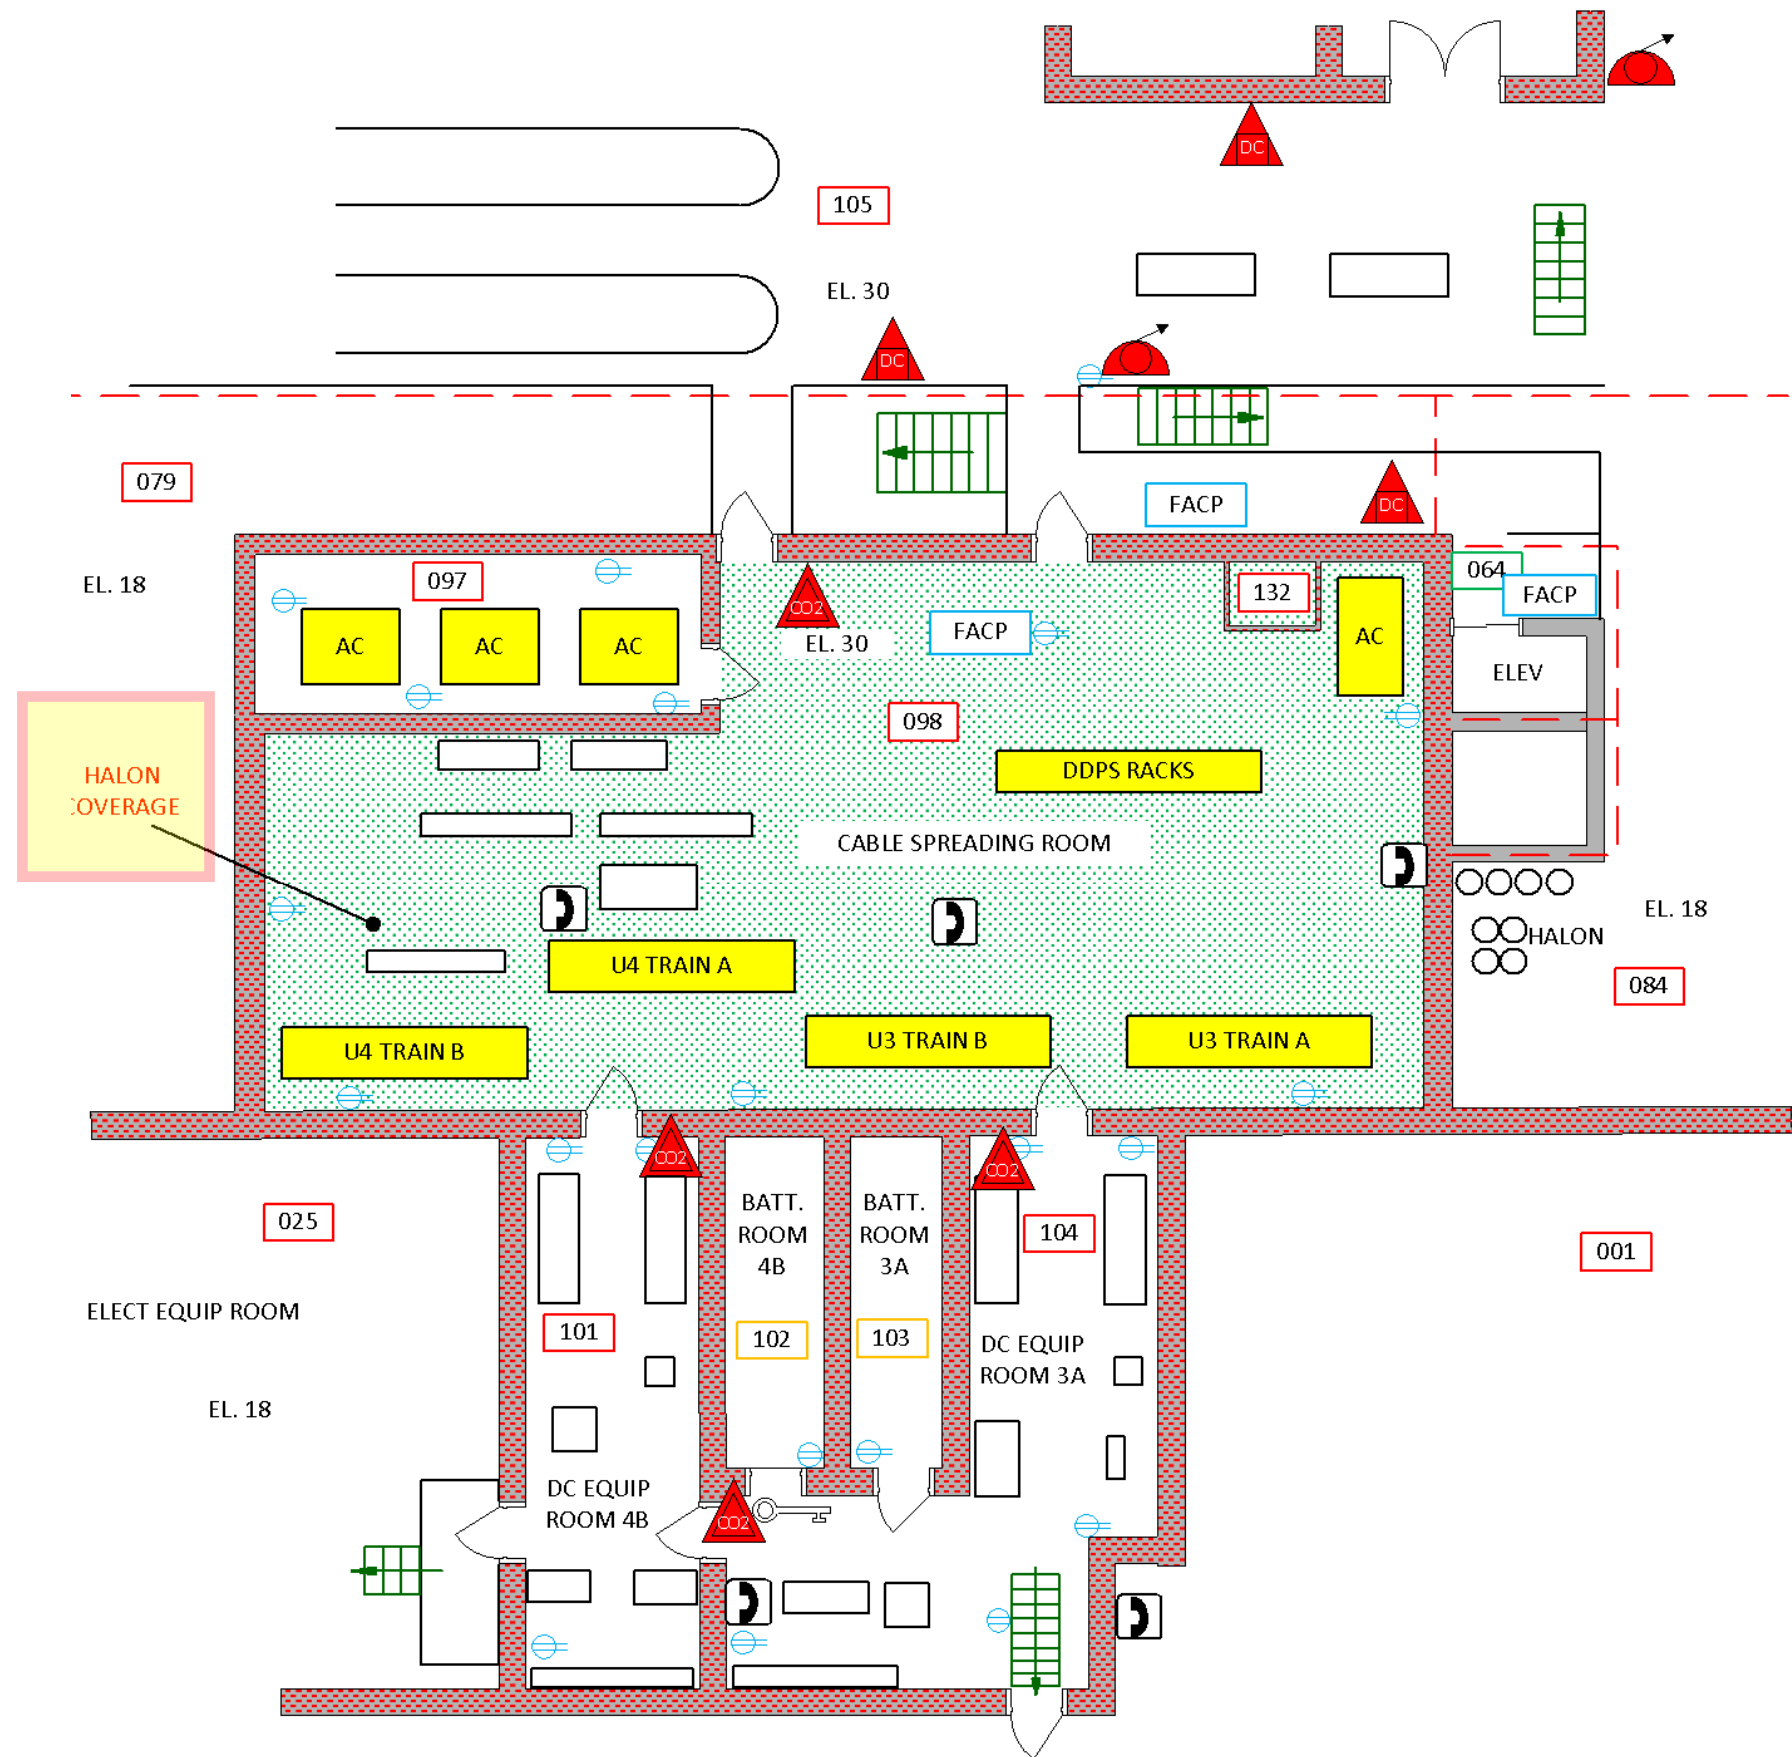 DC
105
EL. 30
DC
079
FACP
DC
EL. 18
097
064
132
FACP
CO2
FACP
EL. 30
AC
AC
AC
AC
ELEV
098
HALON
COVERAGE
DDPS RACKS
CABLE SPREADING ROOM
EL. 18
HALON
U4 TRAIN A
084
U4 TRAIN B
U3 TRAIN B
U3 TRAIN A
CO2
CO2
BATT.
ROOM
4B
BATT.
ROOM
3A
025
104
001
ELECT EQUIP ROOM
101
102
103
DC EQUIP
ROOM 3A
EL. 18
DC EQUIP
ROOM 4B
CO2